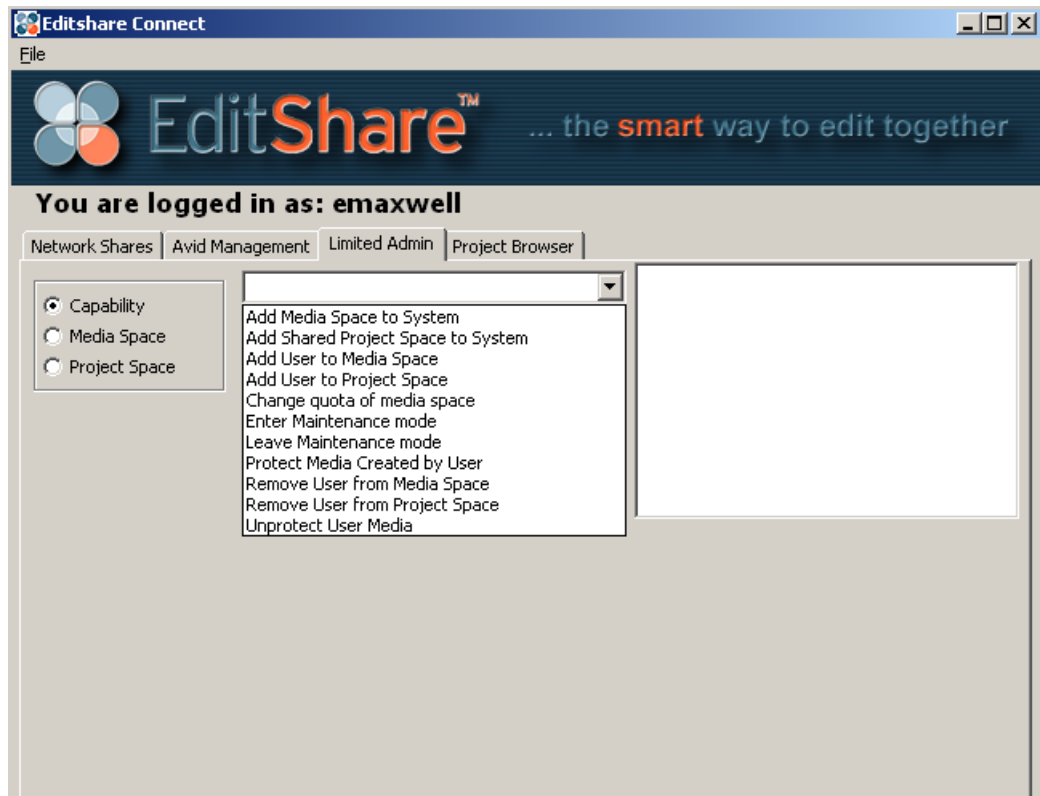 Editshare Connect
File
EditShare™ ... the smart way to edit together
You are logged in as: emaxwell
Network Shares Avid Management Limited Admin Project Browser
Capability
Media Space
Project Space
Add Media Space to System
Add Shared Project Space to System
Add User to Media Space
Add User to Project Space
Change quota of media space
Enter Maintenance mode
Leave Maintenance mode
Protect Media Created by User
Remove User from Media Space
Remove User from Project Space
Unprotect User Media